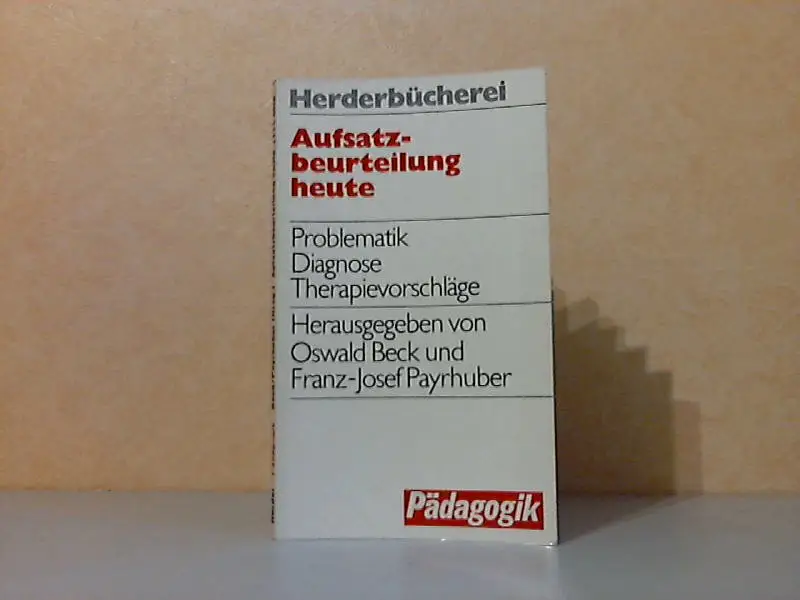 Herderbücherei
Aufsatz-
beurteilung
heute
Problematik
Diagnose
Therapievorschläge
Herausgegeben von
Oswald Beck und
Franz-Josef Payrhuber
Pädagogik